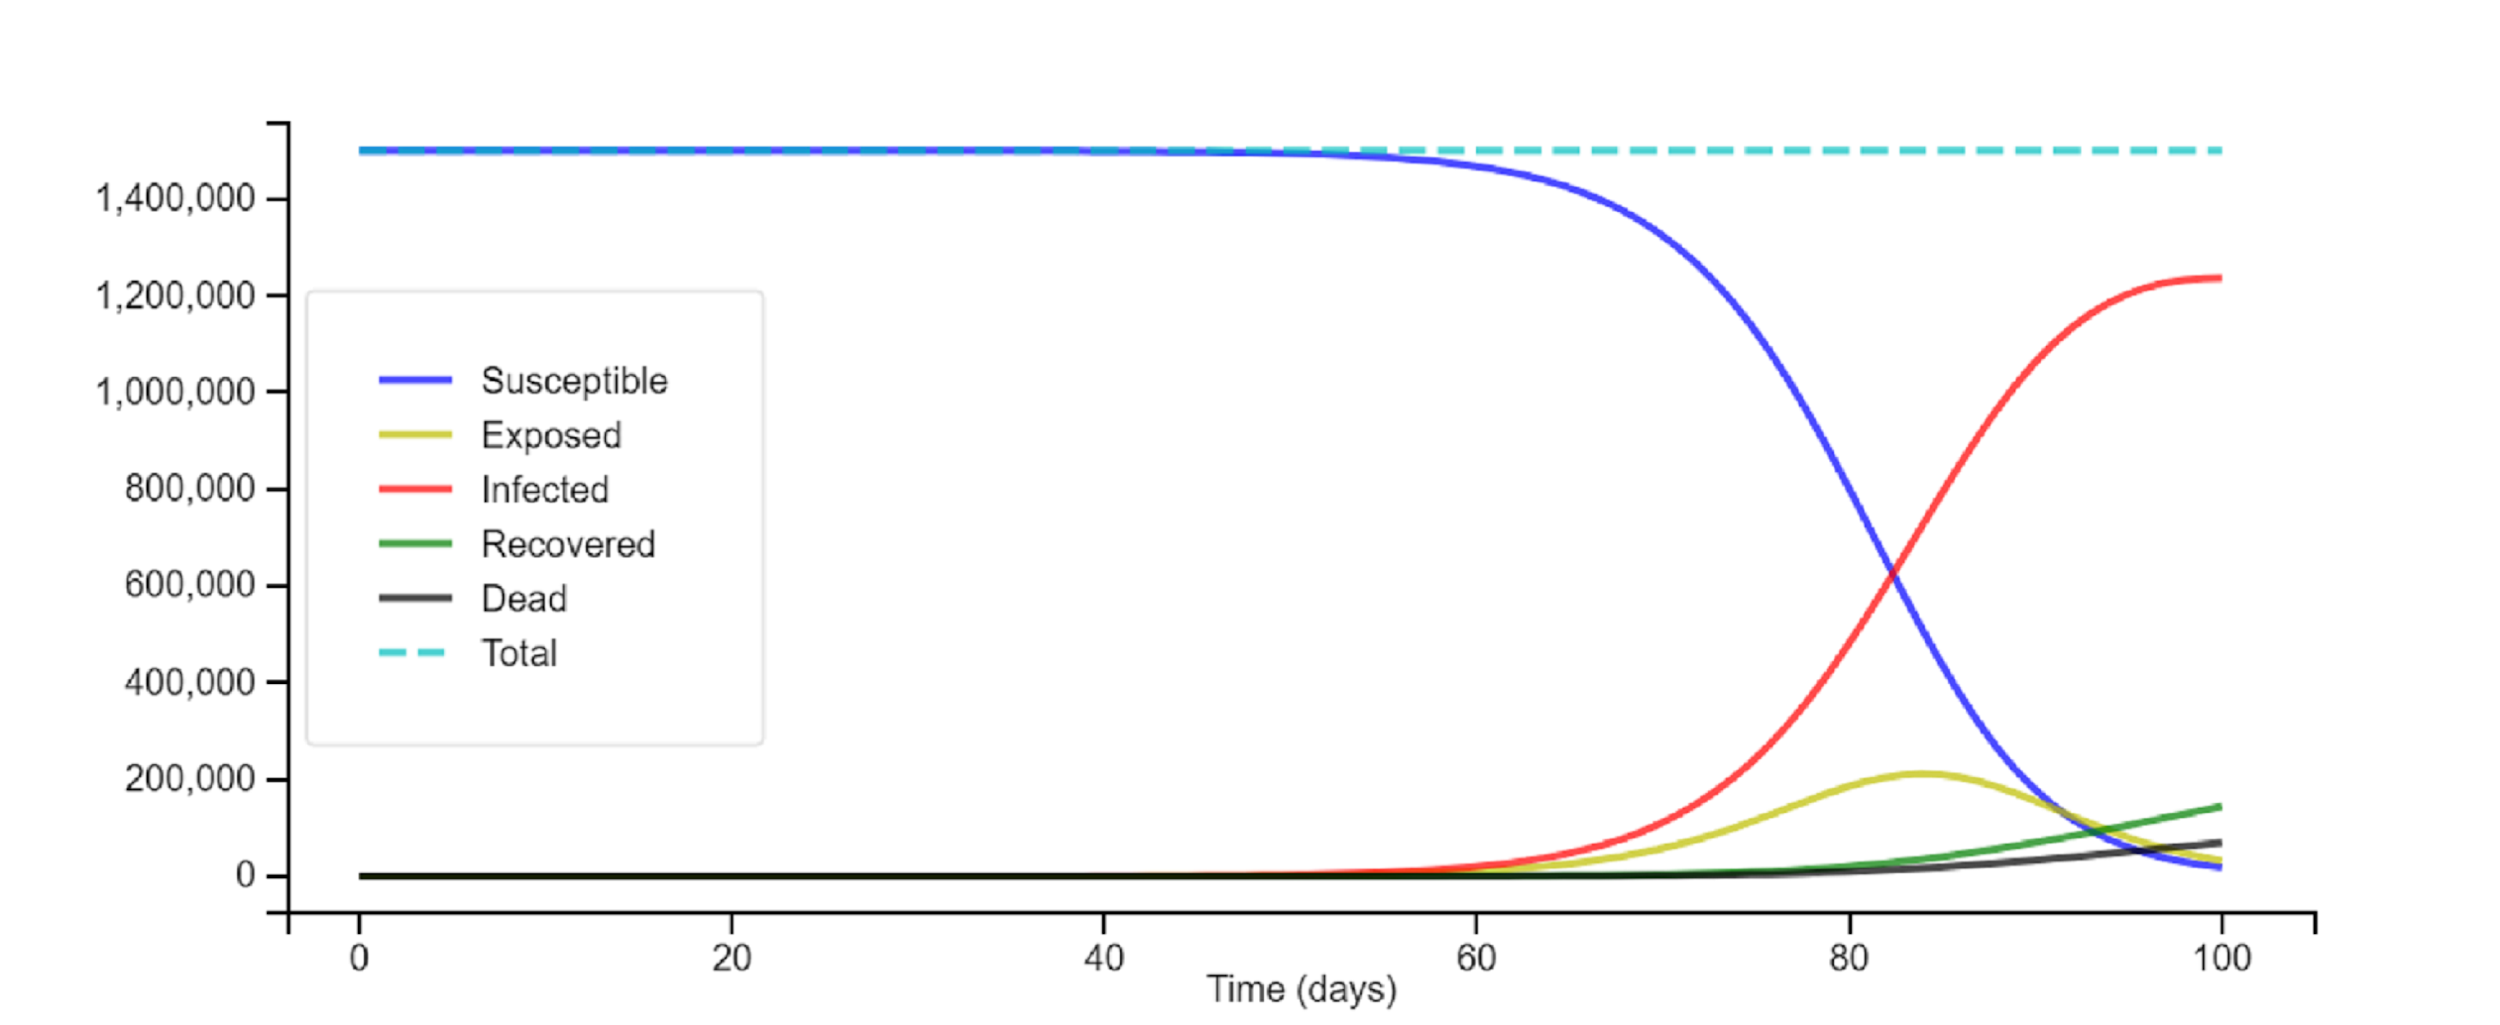 1,400,000
1,200,000
1,000,000
800,000
600,000
400,000
200,000
0
Susceptible
Exposed
Infected
Recovered
Dead
Total
0 20 40 60 80 100
Time (days)